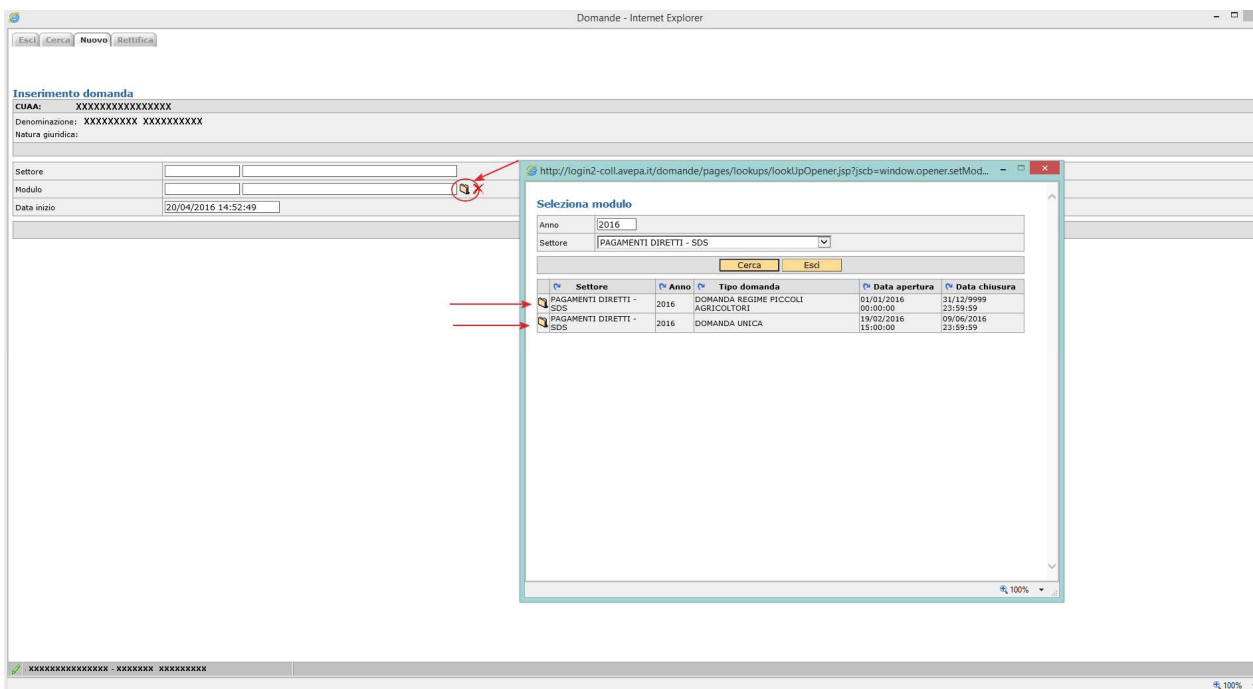 Domande - Internet Explorer
Esci Cerca Nuovo Rettifica
Inserimento domanda
CUAA: XXXXXXXXXXXXXXXX
Denominazione: XXXXXXXXX XXXXXXXXXX
Natura giuridica:
Settore
Modulo
Data inizio 20/04/2016 14:52:49
http://login2-coll.avepa.it/domande/pages/lookups/lookUpOpener.jsp?jscb=window.opener.setMod...
Seleziona modulo
Anno 2016
Settore PAGAMENTI DIRETTI - SDS
Cerca Esci
Settore Anno Tipo domanda Data apertura Data chiusura
PAGAMENTI DIRETTI - SDS 2016 DOMANDA REGIME PICCOLI AGRICOLTORI 01/01/2016 00:00:00 31/12/9999 23:59:59
PAGAMENTI DIRETTI - SDS 2016 DOMANDA UNICA 19/02/2016 15:00:00 09/06/2016 23:59:59
100%
- XXXXXXXXXXXXXXX - XXXXXXX XXXXXXXXX
100%